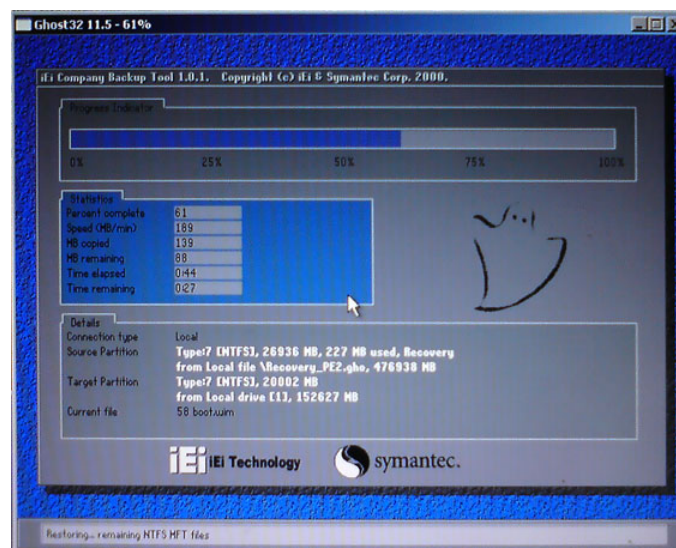 Ghost32 11.5 - 61%
iEi Company Backup Tool 1.0.1.   Copyright (c) iEi & Symantec Corp. 2000.
Progress Indicator
0% 25% 50% 75% 100%
Statistics
Percent complete 61
Speed (MB/min) 189
MB copied 139
MB remaining 88
Time elapsed 0:44
Time remaining 0:27
Details
Connection type Local
Source Partition Type:7 [NTFS], 26936 MB, 227 MB used, Recovery
from Local file \Recovery_PE2.gho, 476938 MB
Target Partition Type:7 [NTFS], 20002 MB
from Local drive [1], 152627 MB
Current file 58 boot.wim
iEi iEi Technology symantec.
Restoring... remaining NTFS MFT files